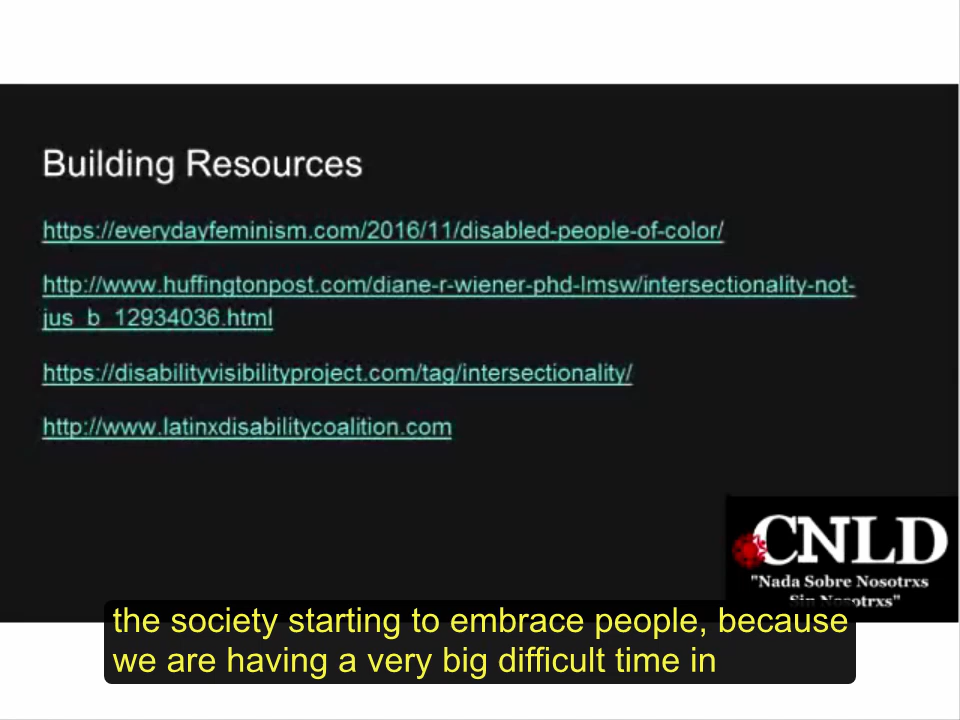 Building Resources
https://everydayfeminism.com/2016/11/disabled-people-of-color/
http://www.huffingtonpost.com/diane-r-wiener-phd-lmsw/intersectionality-not-
jus_b_12934036.html
https://disabilityvisibilityproject.com/tag/intersectionality/
http://www.latinxdisabilitycoalition.com
CNLD
"Nada Sobre Nosotrxs
Sin Nosotrxs"
the society starting to embrace people, because
we are having a very big difficult time in